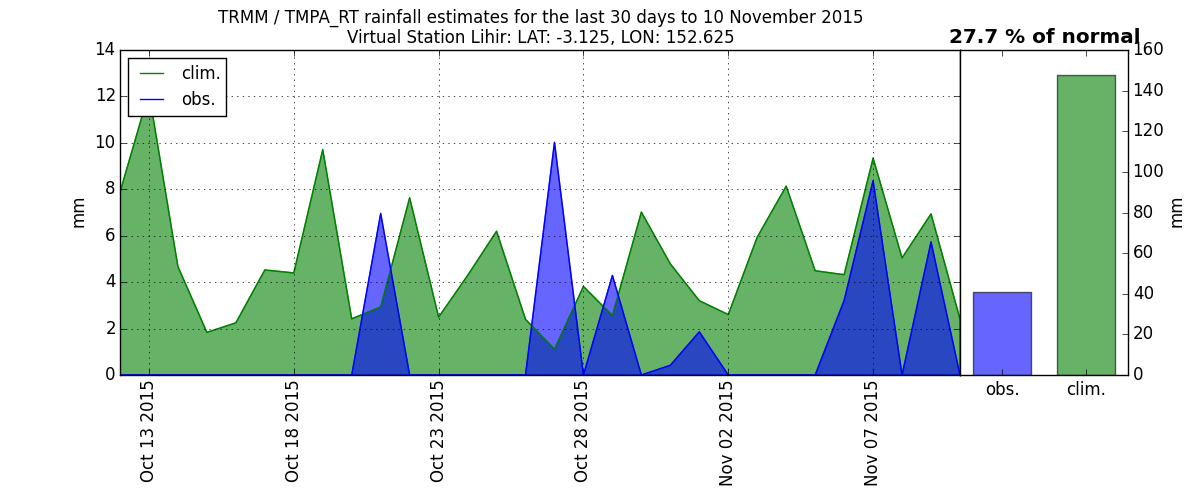 TRMM / TMPA_RT rainfall estimates for the last 30 days to 10 November 2015
Virtual Station Lihir: LAT: -3.125, LON: 152.625
27.7 % of normal
clim.
obs.
mm
14
12
10
8
6
4
2
0
Oct 13 2015
Oct 18 2015
Oct 23 2015
Oct 28 2015
Nov 02 2015
Nov 07 2015
160
140
120
100
80
60
40
20
0
mm
obs.
clim.